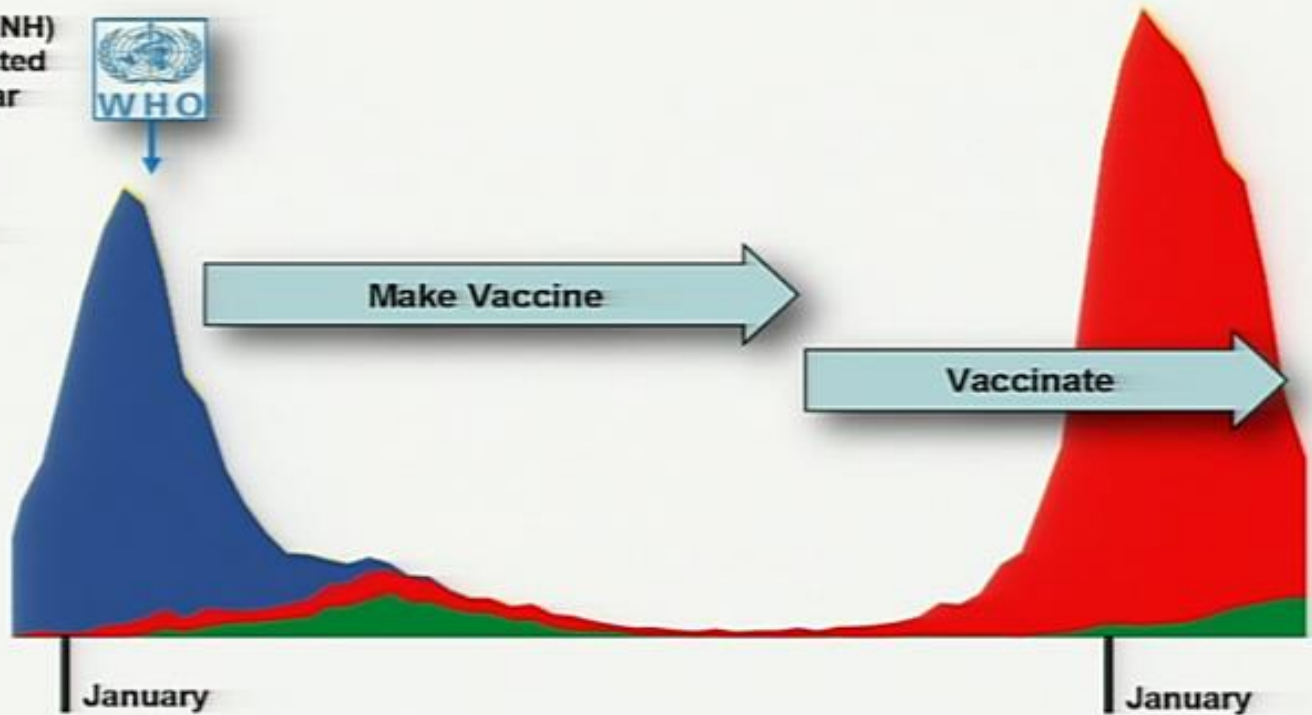 NH)
ted
ar
WHO
Make Vaccine
Vaccinate
January
January